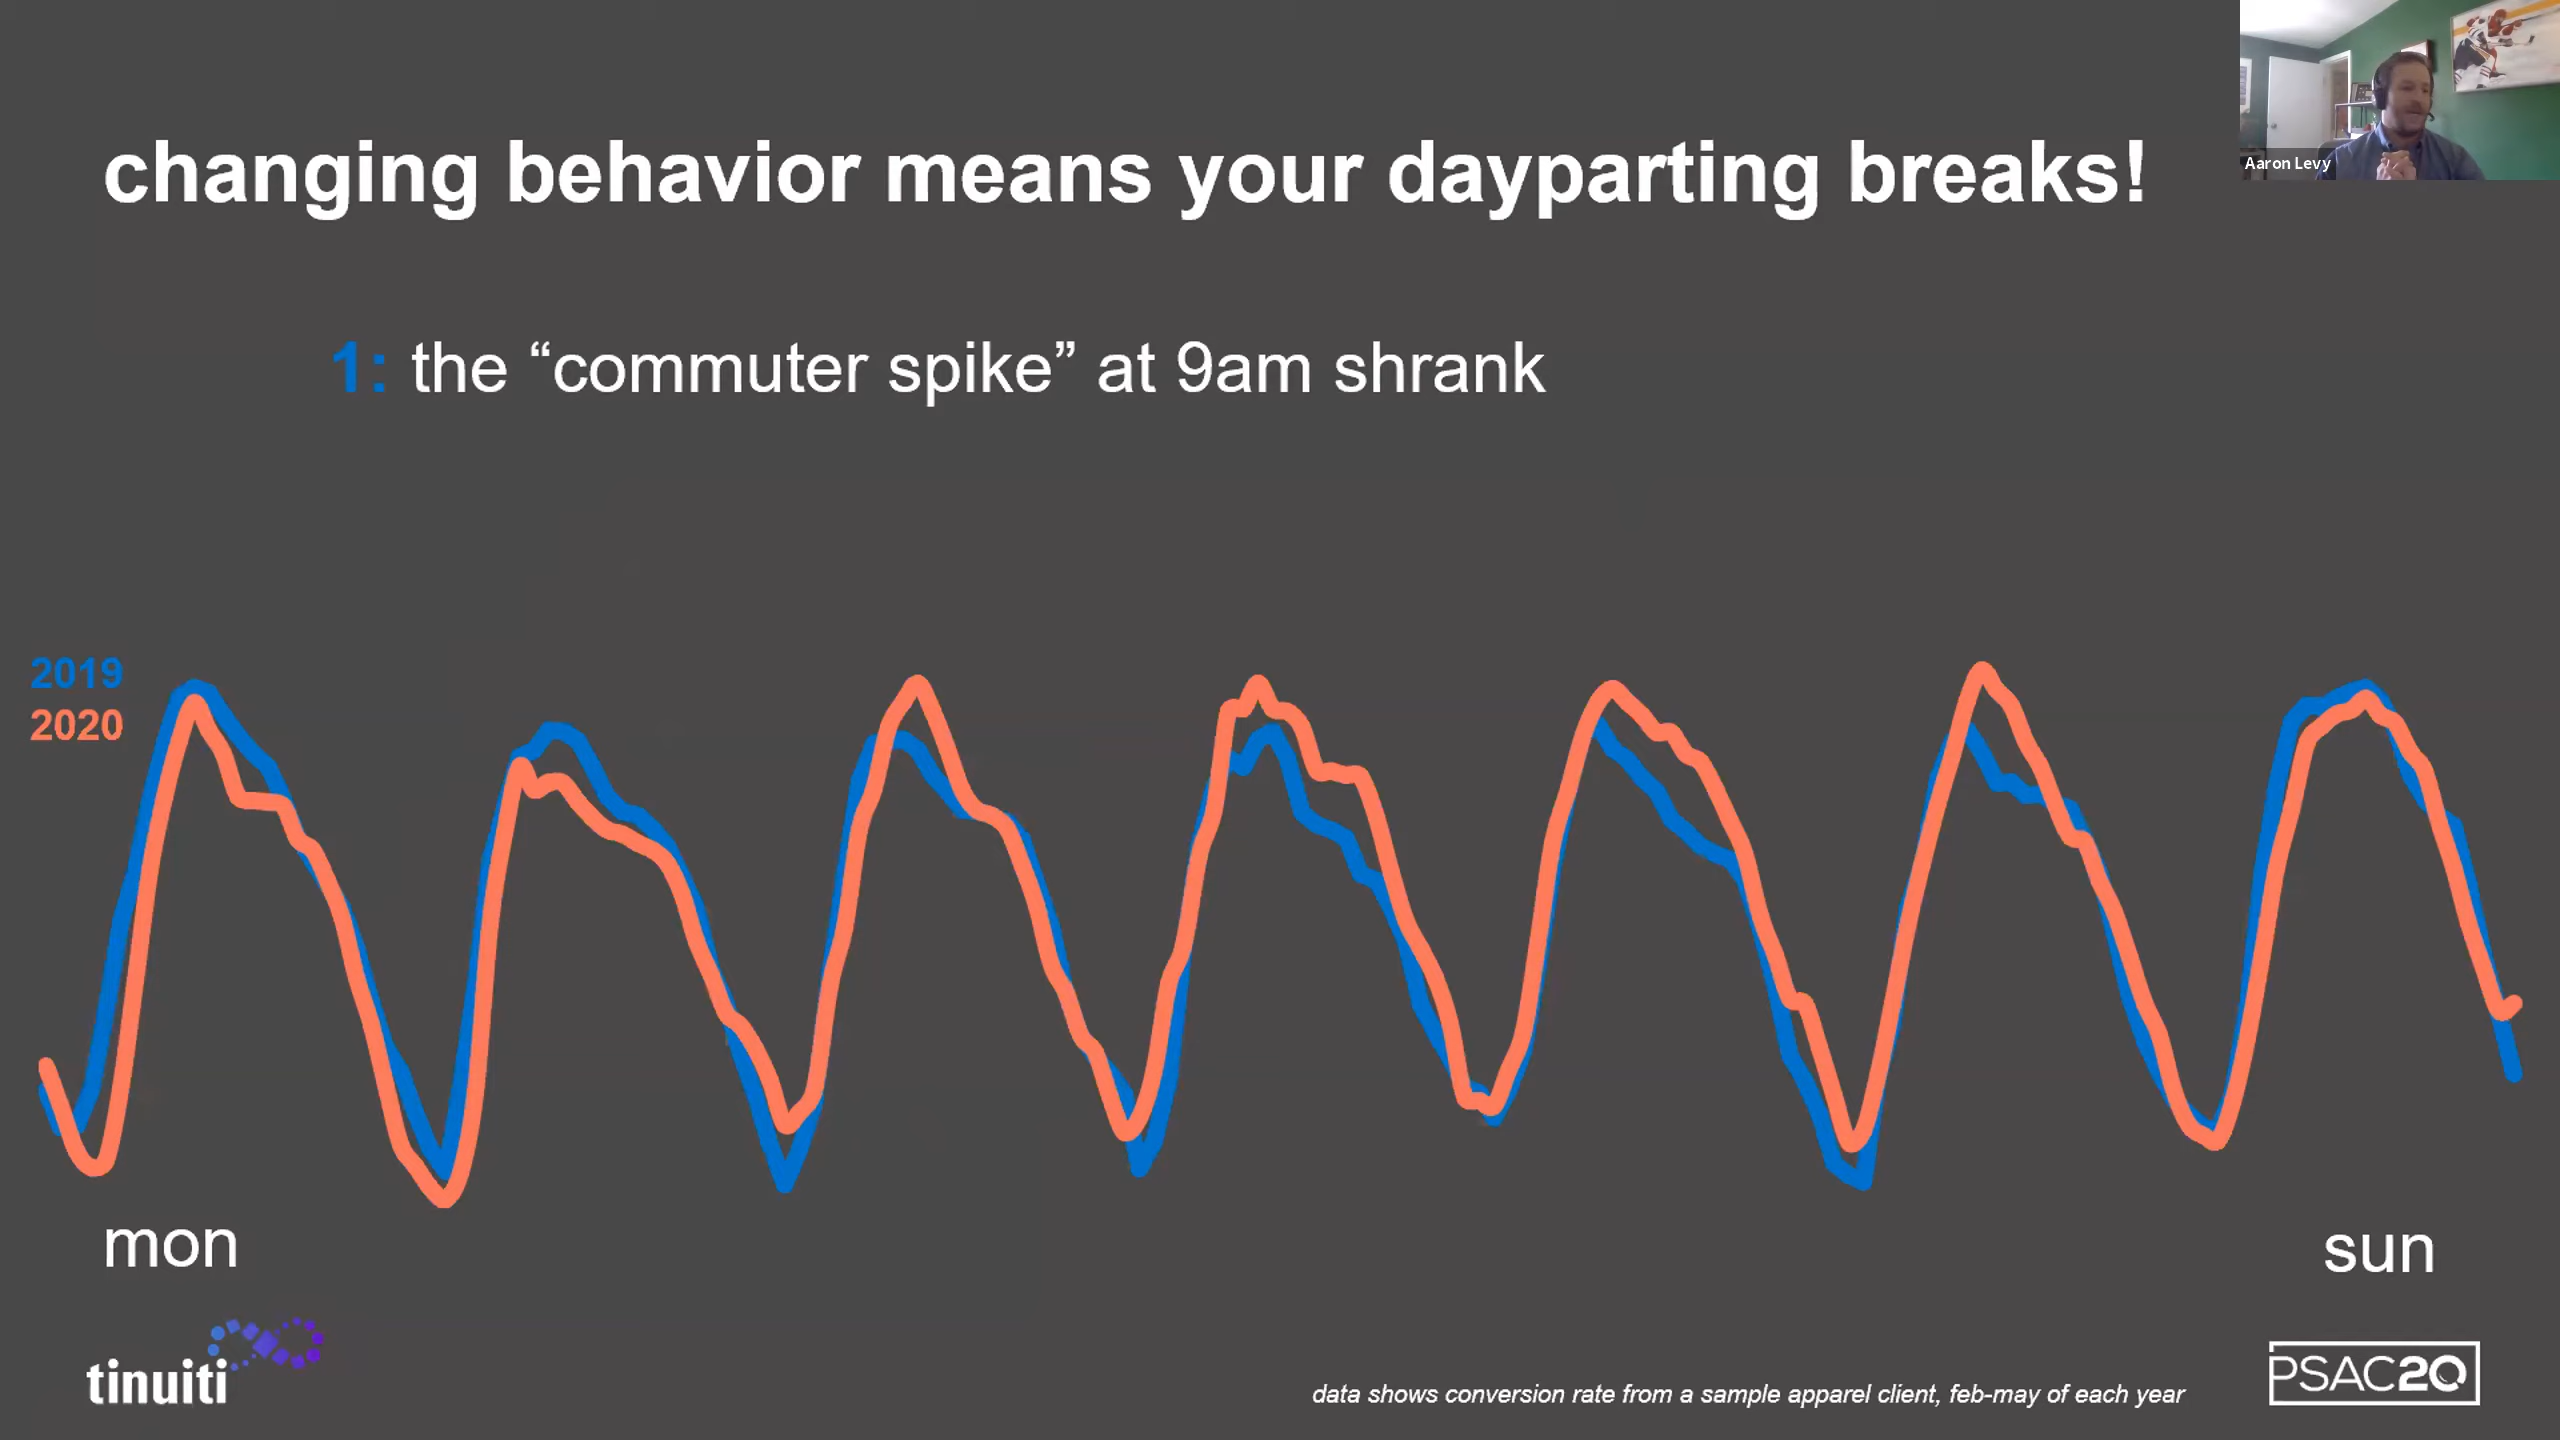 Aaron Levy
changing behavior means your dayparting breaks!
1: the “commuter spike” at 9am shrank
2019
2020
mon
sun
tinuiti
data shows conversion rate from a sample apparel client, feb-may of each year
PSAC20